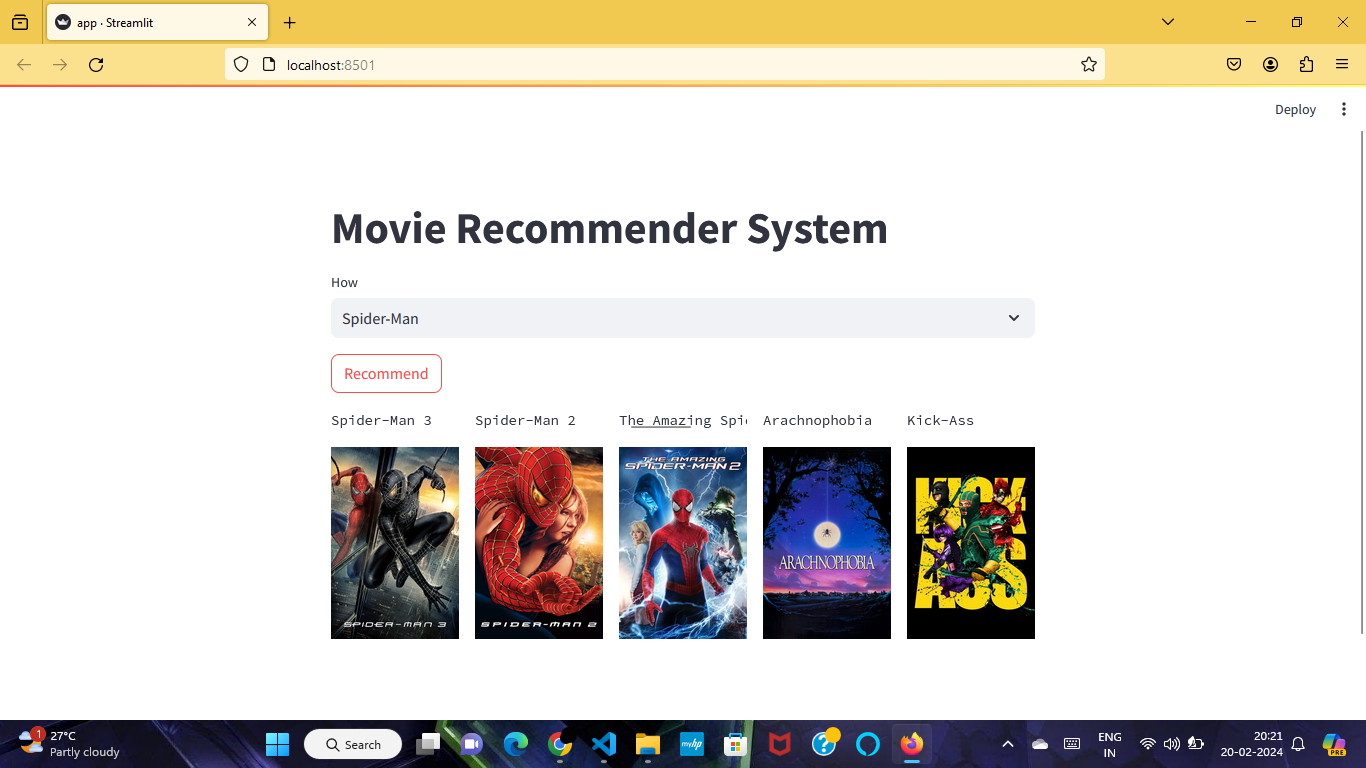 app · Streamlit
localhost:8501
Deploy
Movie Recommender System
How
Spider-Man
Recommend
Spider-Man 3
Spider-Man 2
The Amazing Spi
Arachnophobia
Kick-Ass
SPIDER-MAN 3
SPIDER-MAN 2
THE AMAZING
SPIDER-MAN 2
ARACHNOPHOBIA
KICK
ASS
1
27°C
Partly cloudy
Search
myhp
ENG
IN
20:21
20-02-2024
PRE